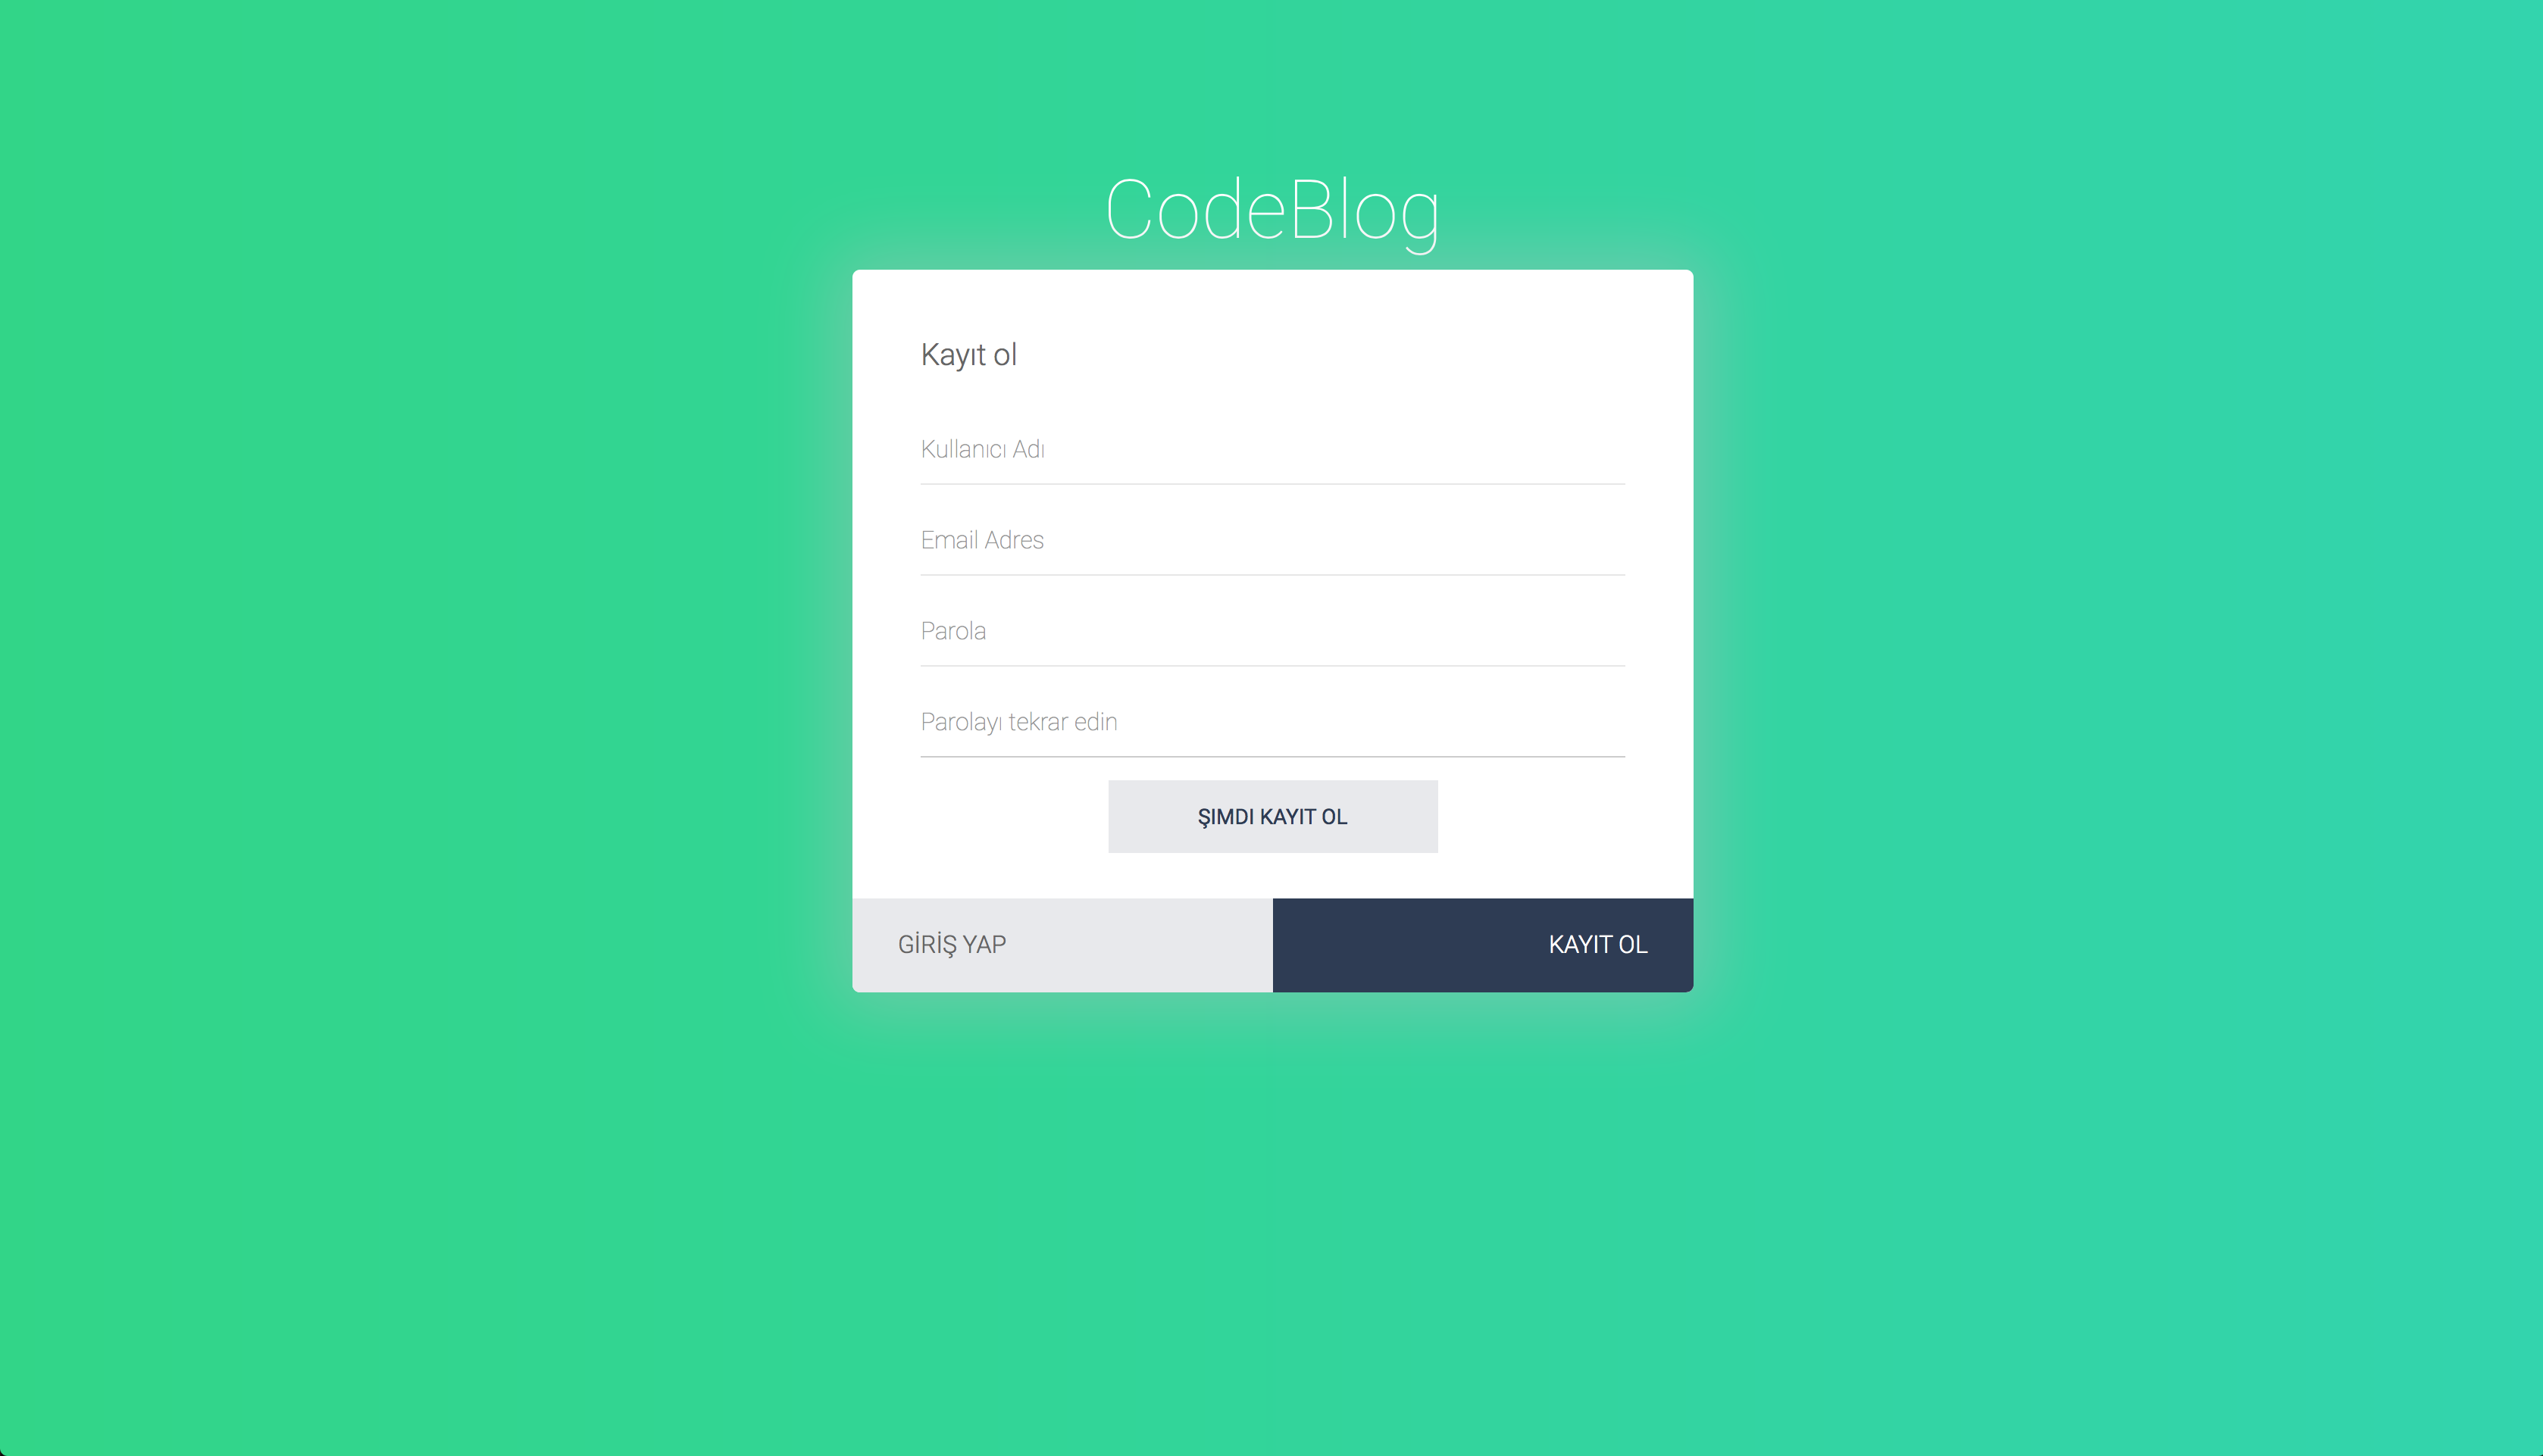 CodeBlog
Kayıt ol
Kullanıcı Adı
Email Adres
Parola
Parolayı tekrar edin
ŞIMDI KAYIT OL
GİRİŞ YAP
KAYIT OL